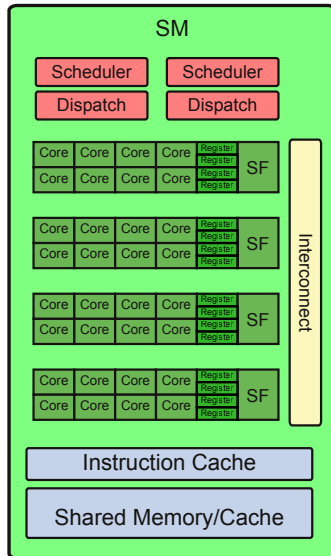 SM
Scheduler Scheduler
Dispatch Dispatch
Core Core Core Core Register SF
Register
Core Core Core Core Register
Register
Core Core Core Core Register SF
Register
Core Core Core Core Register
Register
Core Core Core Core Register SF
Register
Core Core Core Core Register
Register
Core Core Core Core Register SF
Register
Core Core Core Core Register
Register
Interconnect
Instruction Cache
Shared Memory/Cache